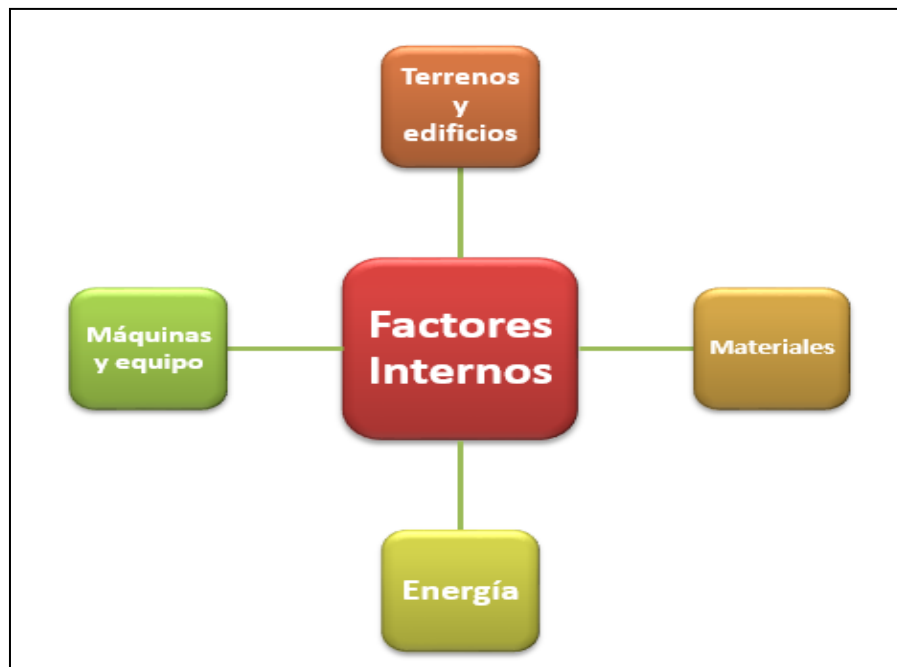 Terrenos
y
edificios
Factores
Internos
Máquinas
y equipo
Materiales
Energía